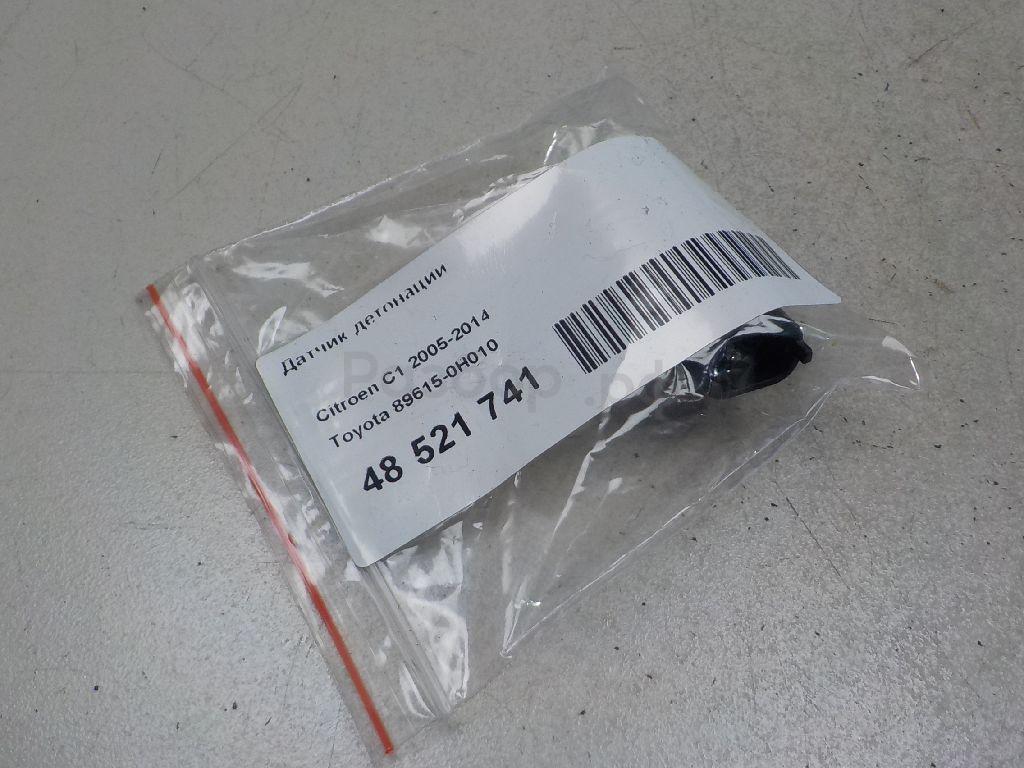 Датчик детонации
Citroen C1 2005-2014
Toyota 89615-0H010
48 521 741